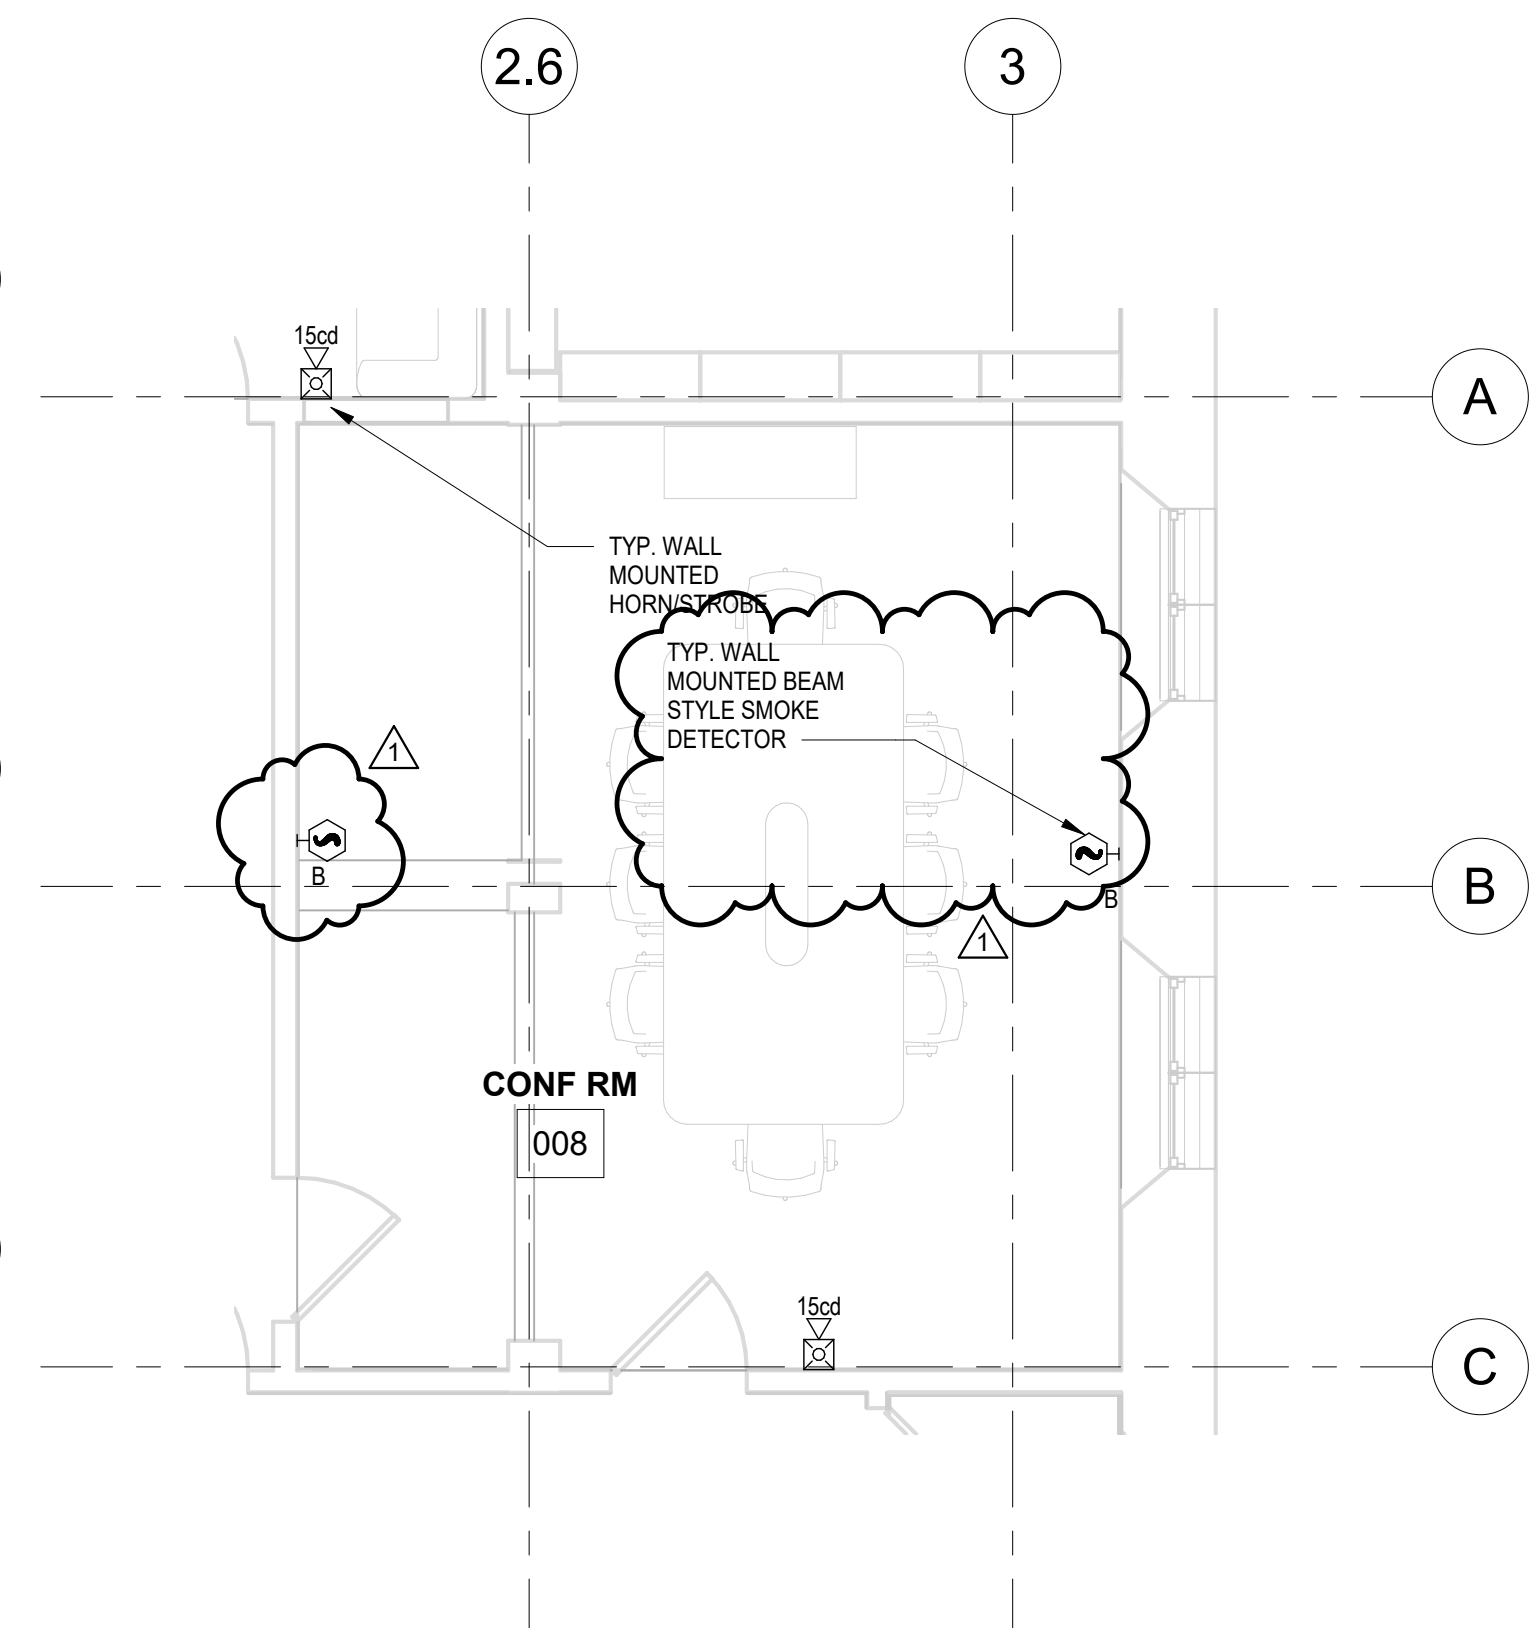 2.6
3
15cd
A
TYP. WALL
MOUNTED
HORN/STROBE
TYP. WALL
MOUNTED BEAM
STYLE SMOKE
DETECTOR
1
B
B
B
1
CONF RM
008
15cd
C